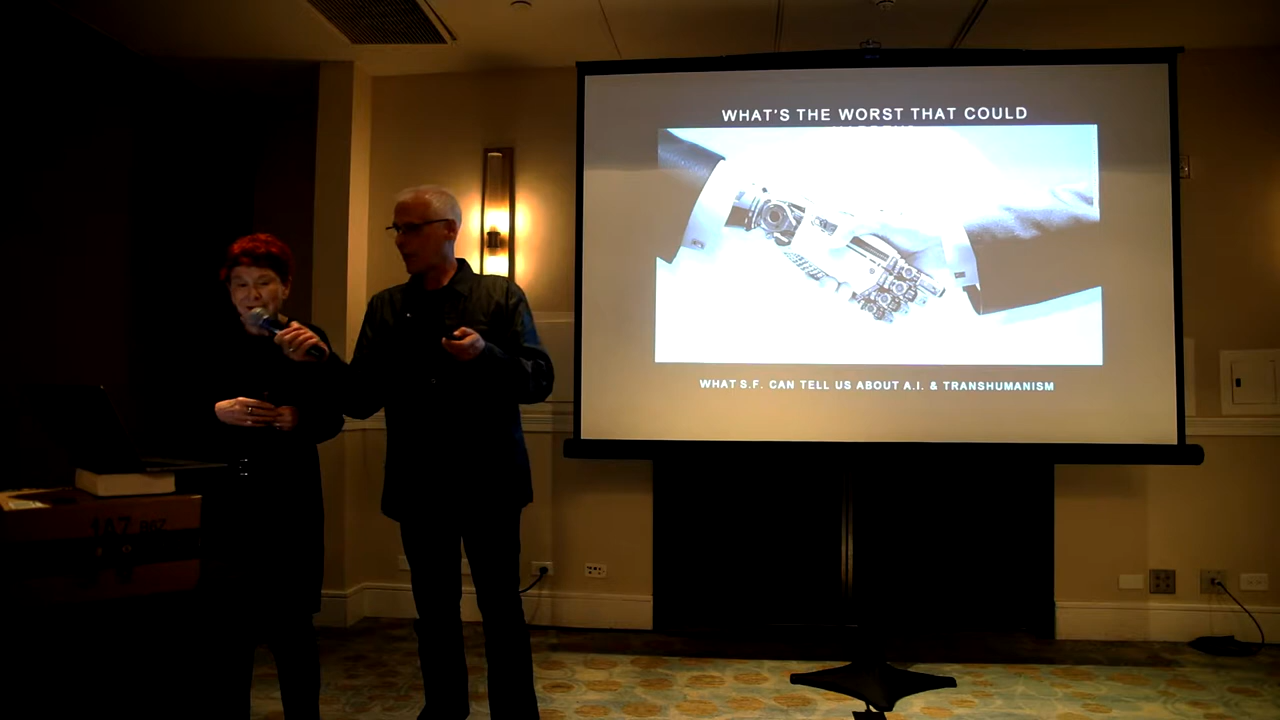 WHAT'S THE WORST THAT COULD
WHAT S.F. CAN TELL US ABOUT A.I. & TRANSHUMANISM